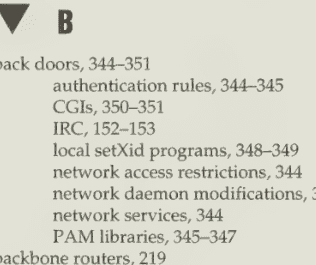 B
back doors, 344–351
authentication rules, 344–345
CGIs, 350–351
IRC, 152–153
local setXid programs, 348–349
network access restrictions, 344
network daemon modifications,
network services, 344
PAM libraries, 345–347
backbone routers, 219